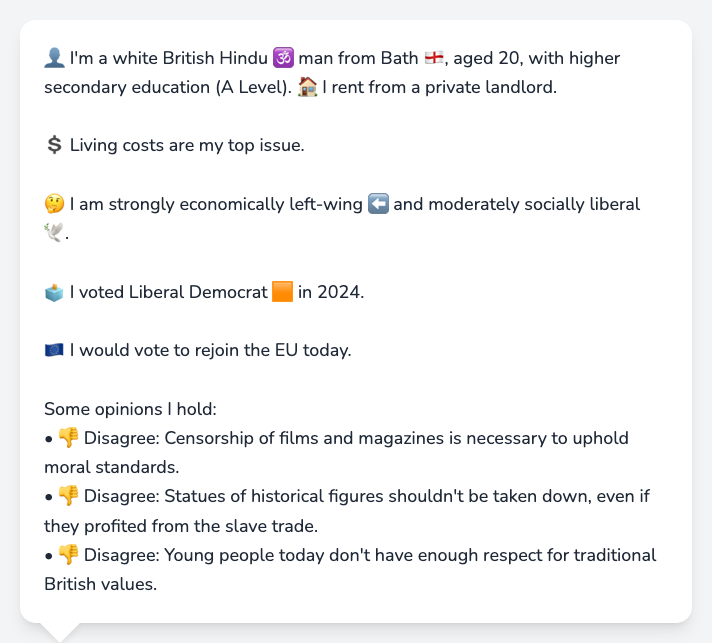 👤 I'm a white British Hindu 🕉️ man from Bath 🏴󠁧󠁢󠁥󠁮󠁧󠁿, aged 20, with higher
secondary education (A Level). 🏠 I rent from a private landlord.
💲 Living costs are my top issue.
🤔 I am strongly economically left-wing ⬅️ and moderately socially liberal
🕊️.
🗳️ I voted Liberal Democrat 🟧 in 2024.
🇪🇺 I would vote to rejoin the EU today.
Some opinions I hold:
• 👎 Disagree: Censorship of films and magazines is necessary to uphold
moral standards.
• 👎 Disagree: Statues of historical figures shouldn't be taken down, even if
they profited from the slave trade.
• 👎 Disagree: Young people today don't have enough respect for traditional
British values.